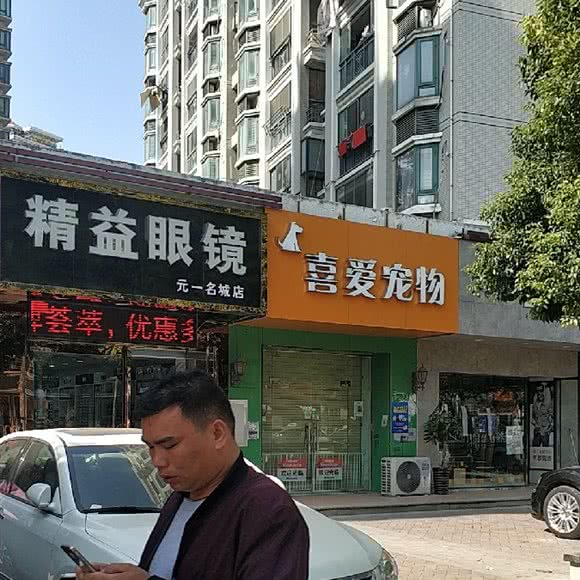 精益眼镜
元一名城店
荟萃，优惠多
喜爱宠物